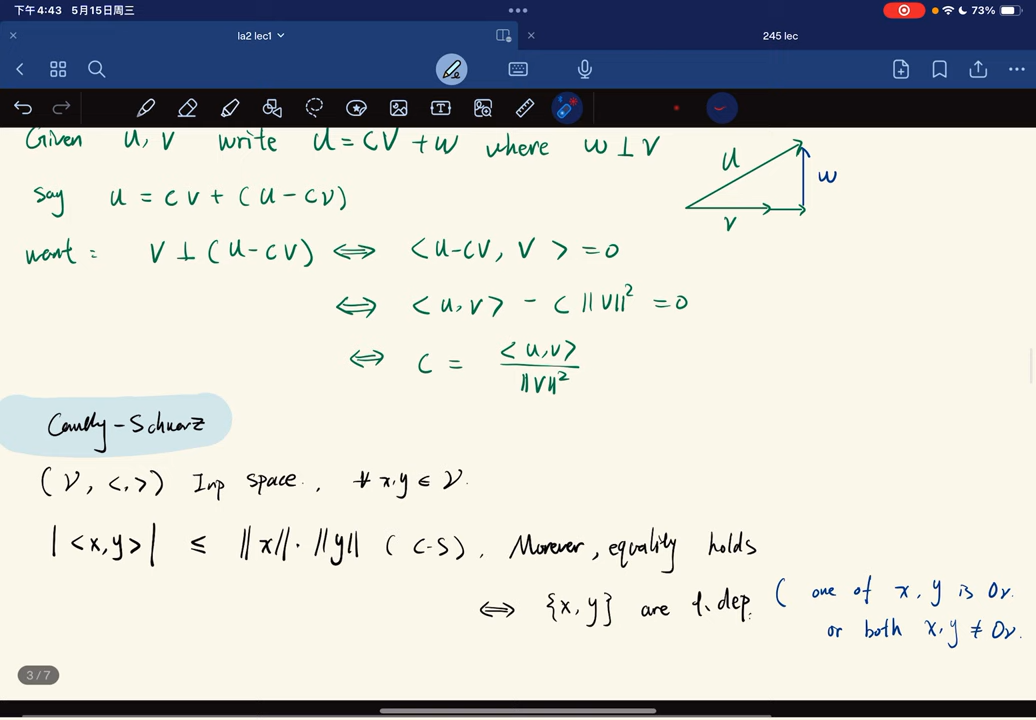 下午4:43 5月15日周三
73%
la2 lec1
245 lec
Given u, v write u = cv + w where w ⊥ v
u
w
v
Say u = cv + (u - cv)
want: v ⊥ (u - cv) ⟺ <u-cv, v> = 0
⟺ <u,v> - c ||v||² = 0
⟺ c = <u,v> / ||v||²
Cauchy-Schwarz
(V, <,>) Inp space. , ∀ x,y ∈ V.
|<x,y>| ≤ ||x||·||y|| (C-S). Morever, equality holds
⟺ {x,y} are l. dep. ( one of x, y is 0v.
or both x, y ≠ 0v.
3/7